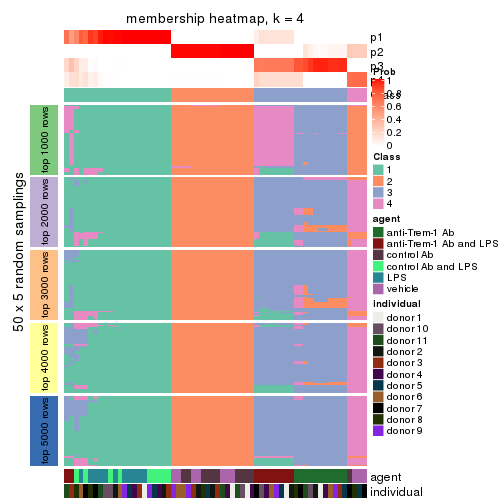 membership heatmap, k = 4
p1
p2
p3
p4
Prob
1
0.8
0.6
0.4
0.2
0
Class
1
2
3
4
agent
anti-Trem-1 Ab
anti-Trem-1 Ab and LPS
control Ab
control Ab and LPS
LPS
vehicle
individual
donor 1
donor 10
donor 11
donor 2
donor 3
donor 4
donor 5
donor 6
donor 7
donor 8
donor 9
50 x 5 random samplings
top 1000 rows
top 2000 rows
top 3000 rows
top 4000 rows
top 5000 rows
agent
individual